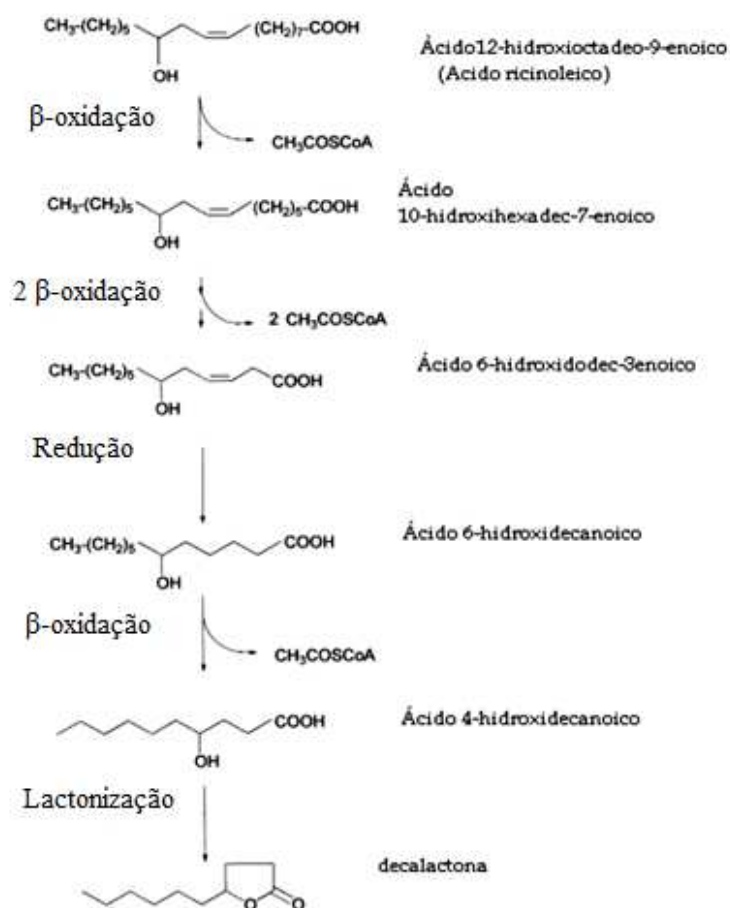 CH₃-(CH₂)₅ (CH₂)₇-COOH
OH
Ácido12-hidroxioctadeo-9-enoico
(Acido ricinoleico)
β-oxidação
CH₃COSCoA
CH₃-(CH₂)₅ (CH₂)₅-COOH
OH
Ácido
10-hidroxihexadec-7-enoico
2 β-oxidação
2 CH₃COSCoA
CH₃-(CH₂)₅ COOH
OH
Ácido 6-hidroxidodec-3enoico
Redução
CH₃-(CH₂)₅ COOH
OH
Ácido 6-hidroxidecanoico
β-oxidação
CH₃COSCoA
COOH
OH
Ácido 4-hidroxidecanoico
Lactonização
decalactona
O O